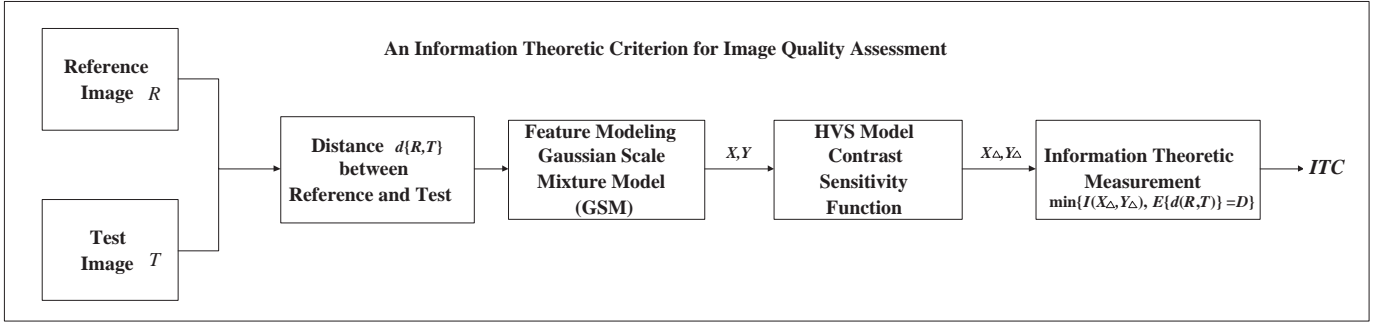 An Information Theoretic Criterion for Image Quality Assessment
Reference
Image R
Test
Image T
Distance d{R,T}
between
Reference and Test
Feature Modeling
Gaussian Scale
Mixture Model
(GSM)
X,Y
HVS Model
Contrast
Sensitivity
Function
X△,Y△
Information Theoretic
Measurement
min{I(X△,Y△), E{d(R,T)} =D}
ITC